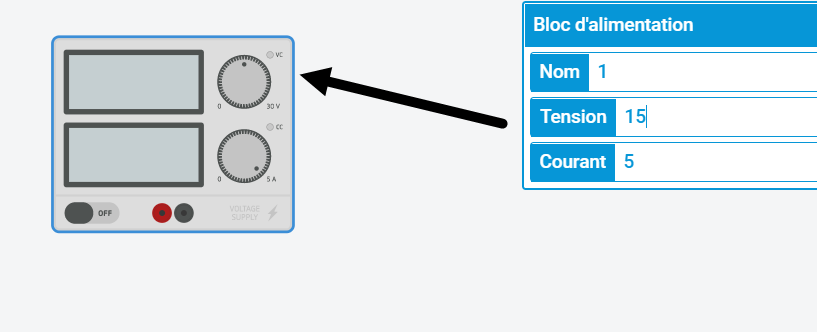 Bloc d'alimentation
Nom 1
Tension 15
Courant 5
VC
0 30 V
CC
0 5 A
OFF
VOLTAGE
SUPPLY